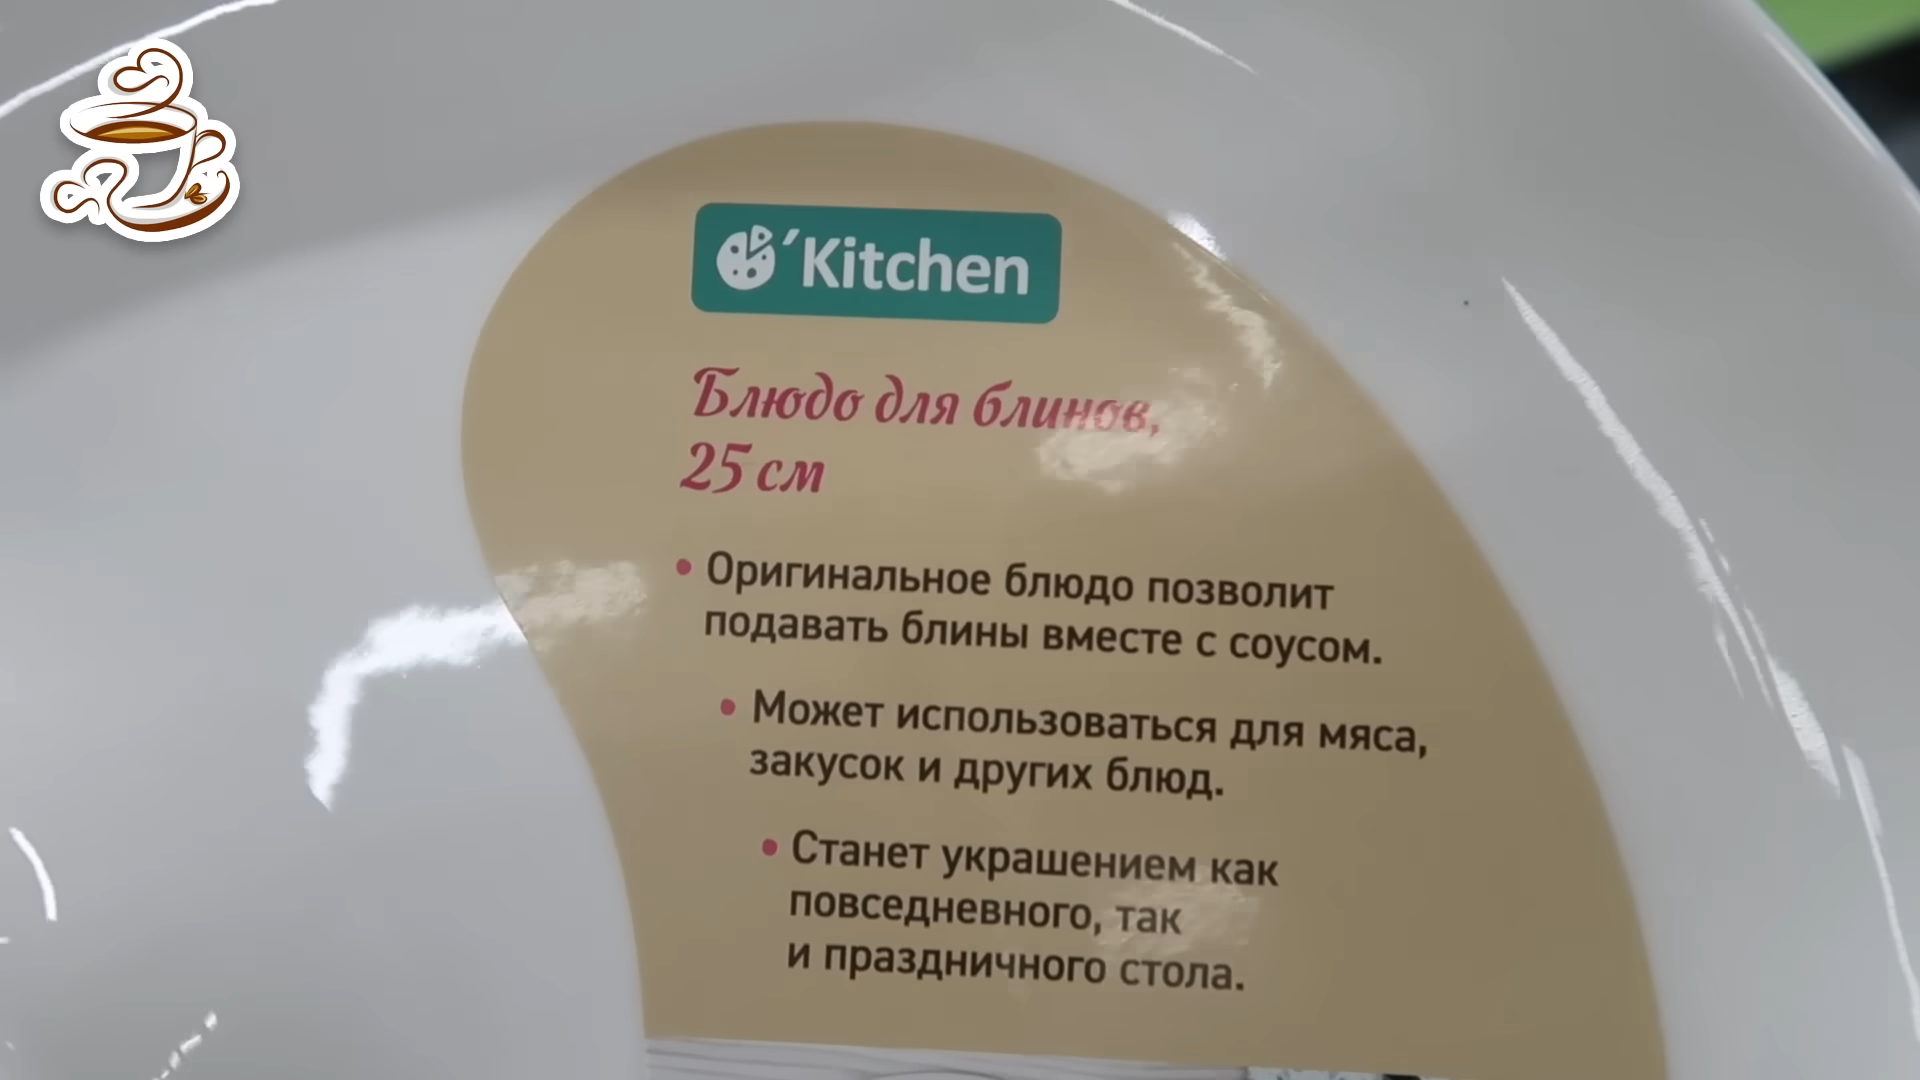 'Kitchen
Блюдо для блинов,
25 см
• Оригинальное блюдо позволит
подавать блины вместе с соусом.
• Может использоваться для мяса,
закусок и других блюд.
• Станет украшением как
повседневного, так
и праздничного стола.